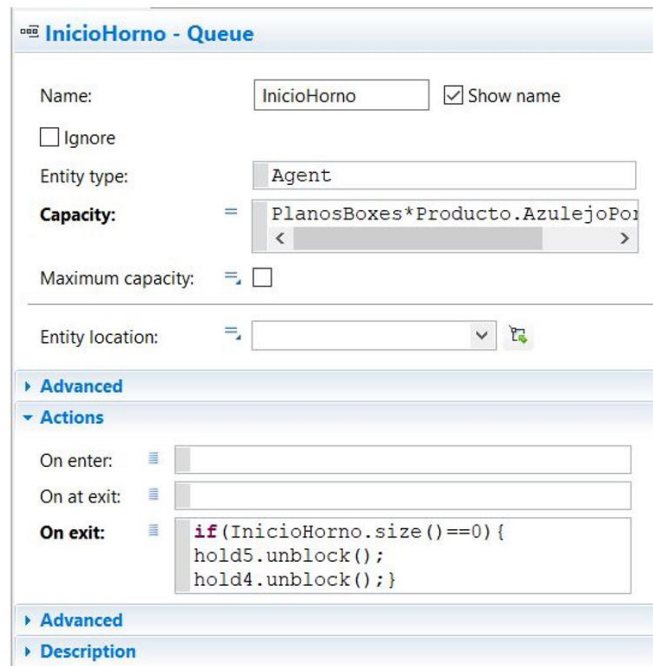 InicioHorno - Queue
Name: InicioHorno Show name
Ignore
Entity type: Agent
Capacity: = PlanosBoxes*Producto.AzulejoPor
< >
Maximum capacity: =
Entity location: =
Advanced
Actions
On enter:
On at exit:
On exit: if(InicioHorno.size()==0){
hold5.unblock();
hold4.unblock();}
Advanced
Description